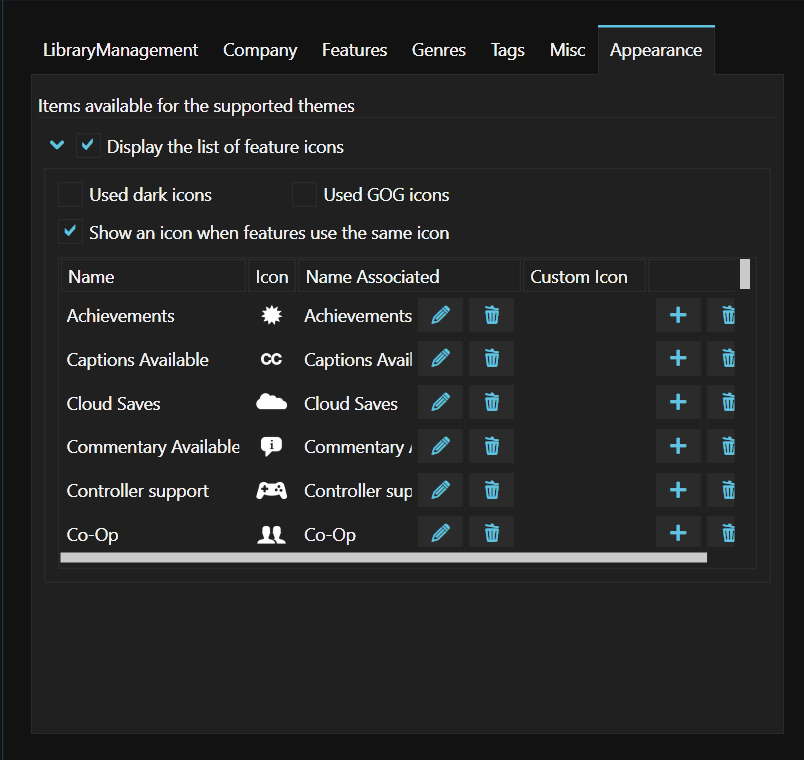 LibraryManagement Company Features Genres Tags Misc Appearance
Items available for the supported themes
Display the list of feature icons
Used dark icons Used GOG icons
Show an icon when features use the same icon
Name Icon Name Associated Custom Icon
Achievements Achievements
Captions Available CC Captions Avail
Cloud Saves Cloud Saves
Commentary Available Commentary
Controller support Controller sup
Co-Op Co-Op